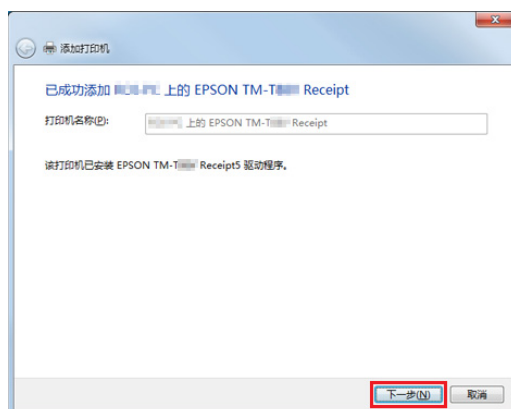 添加打印机
已成功添加 上的 EPSON TM-T Receipt
打印机名称(P): 上的 EPSON TM-T Receipt
该打印机已安装 EPSON TM-T Receipt5 驱动程序。
下一步(N) 取消